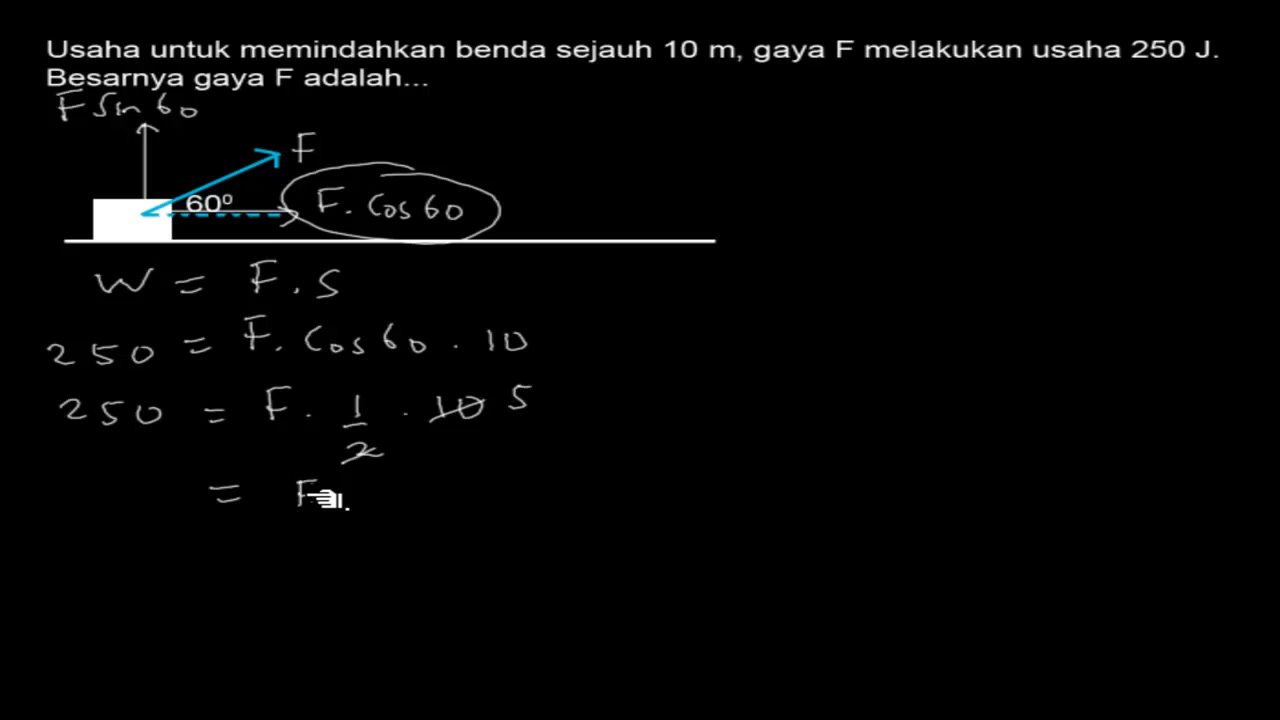 Usaha untuk memindahkan benda sejauh 10 m, gaya F melakukan usaha 250 J.
Besarnya gaya F adalah...
F Sin 60
F
60º
F. Cos 60
W = F. S
250 = F. Cos 60 . 10
250 = F. 1/2 . 10 5
= F